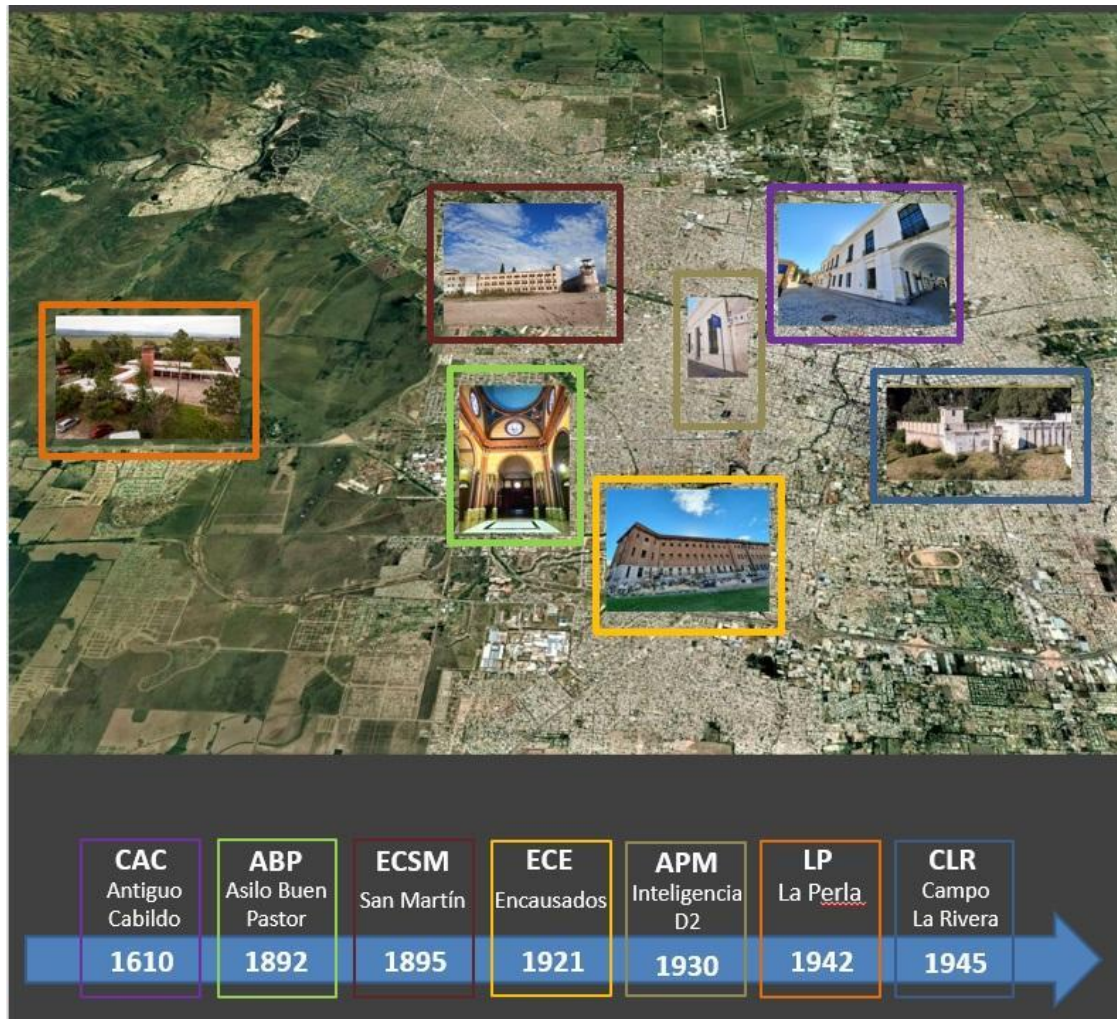 CAC
Antiguo
Cabildo
1610
ABP
Asilo Buen
Pastor
1892
ECSM
San Martín
1895
ECE
Encausados
1921
APM
Inteligencia
D2
1930
LP
La Perla
1942
CLR
Campo
La Rivera
1945